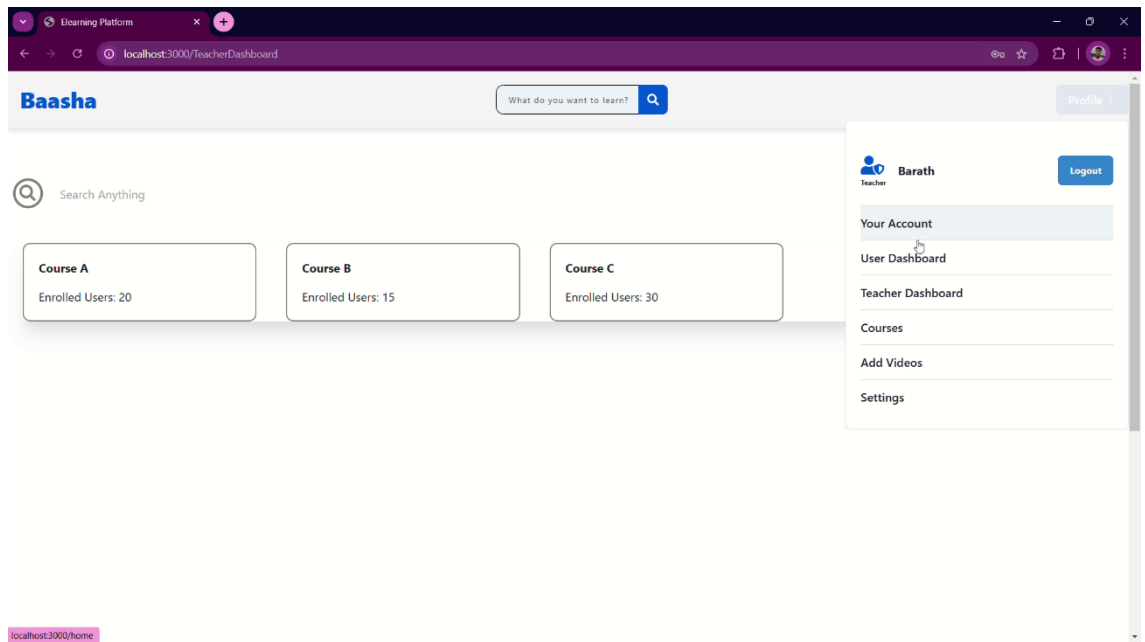 Elearning Platform
localhost:3000/TeacherDashboard
Baasha
What do you want to learn?
Profile
Teacher
Barath
Logout
Search Anything
Your Account
User Dashboard
Teacher Dashboard
Courses
Add Videos
Settings
Course A
Enrolled Users: 20
Course B
Enrolled Users: 15
Course C
Enrolled Users: 30
localhost:3000/home